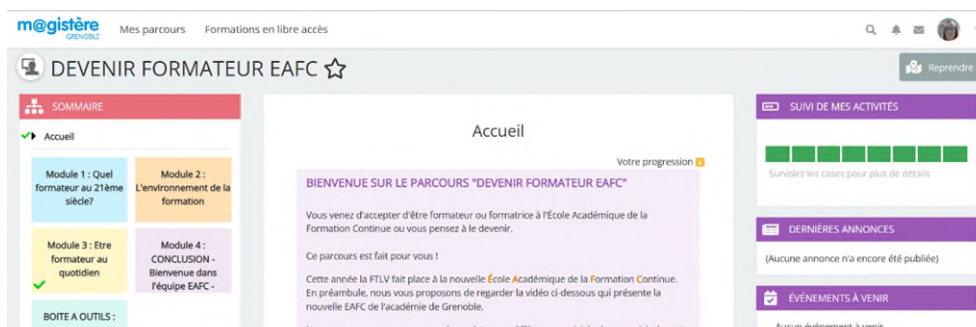 m@gistère
GRENOBLE
Mes parcours Formations en libre accès
DEVENIR FORMATEUR EAFC
Reprendre
SOMMAIRE
Accueil
Module 1 : Quel
formateur au 21ème
siècle?
Module 2 :
L'environnement de la
formation
Module 3 : Etre
formateur au
quotidien
Module 4 :
CONCLUSION -
Bienvenue dans
l'équipe EAFC -
BOITE A OUTILS :
Accueil
Votre progression
BIENVENUE SUR LE PARCOURS "DEVENIR FORMATEUR EAFC"
Vous venez d'accepter d'être formateur ou formatrice à l'École Académique de la
Formation Continue ou vous pensez à le devenir.
Ce parcours est fait pour vous !
Cette année la FTLV fait place à la nouvelle École Académique de la Formation Continue.
En préambule, nous vous proposons de regarder la vidéo ci-dessous qui présente la
nouvelle EAFC de l'académie de Grenoble.
SUIVI DE MES ACTIVITÉS
Survolez les cases pour plus de détails
DERNIÈRES ANNONCES
(Aucune annonce n'a encore été publiée)
ÉVÉNEMENTS À VENIR
Aucun événement à venir